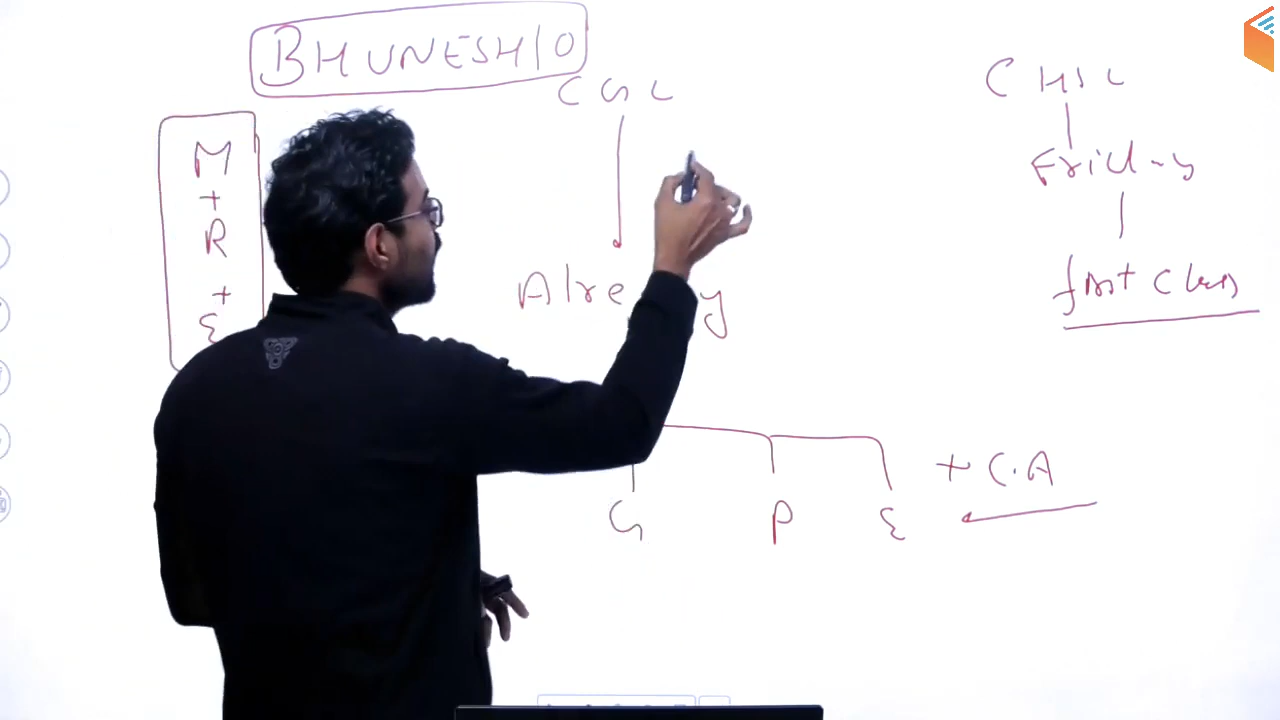 BHUNESH10
CGL
CHSL
M
+
R
+
E
Friday
Alre y
first class
+ C.A
G P E